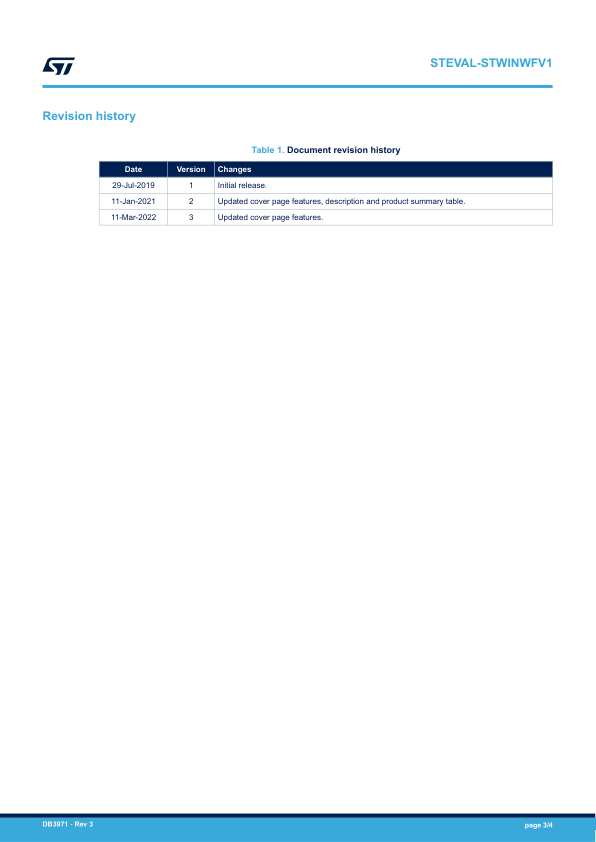 ST
STEVAL-STWINWFV1
Revision history
Table 1. Document revision history
Date Version Changes
29-Jul-2019 1 Initial release.
11-Jan-2021 2 Updated cover page features, description and product summary table.
11-Mar-2022 3 Updated cover page features.
DB3971 - Rev 3
page 3/4